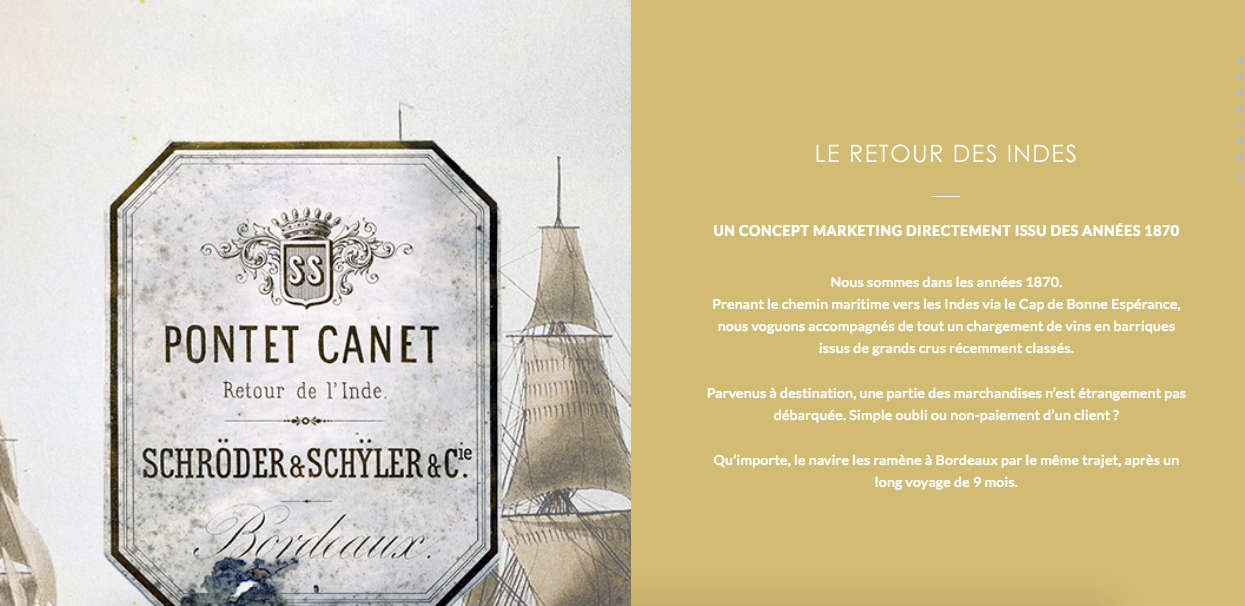 SS
PONTET CANET
Retour de l'Inde.
SCHRÖDER & SCHŸLER & Cie.
Bordeaux.
LE RETOUR DES INDES
UN CONCEPT MARKETING DIRECTEMENT ISSU DES ANNÉES 1870
Nous sommes dans les années 1870.
Prenant le chemin maritime vers les Indes via le Cap de Bonne Espérance,
nous voguons accompagnés de tout un chargement de vins en barriques
issus de grands crus récemment classés.
Parvenus à destination, une partie des marchandises n'est étrangement pas
débarquée. Simple oubli ou non-paiement d'un client ?
Qu'importe, le navire les ramène à Bordeaux par le même trajet, après un
long voyage de 9 mois.